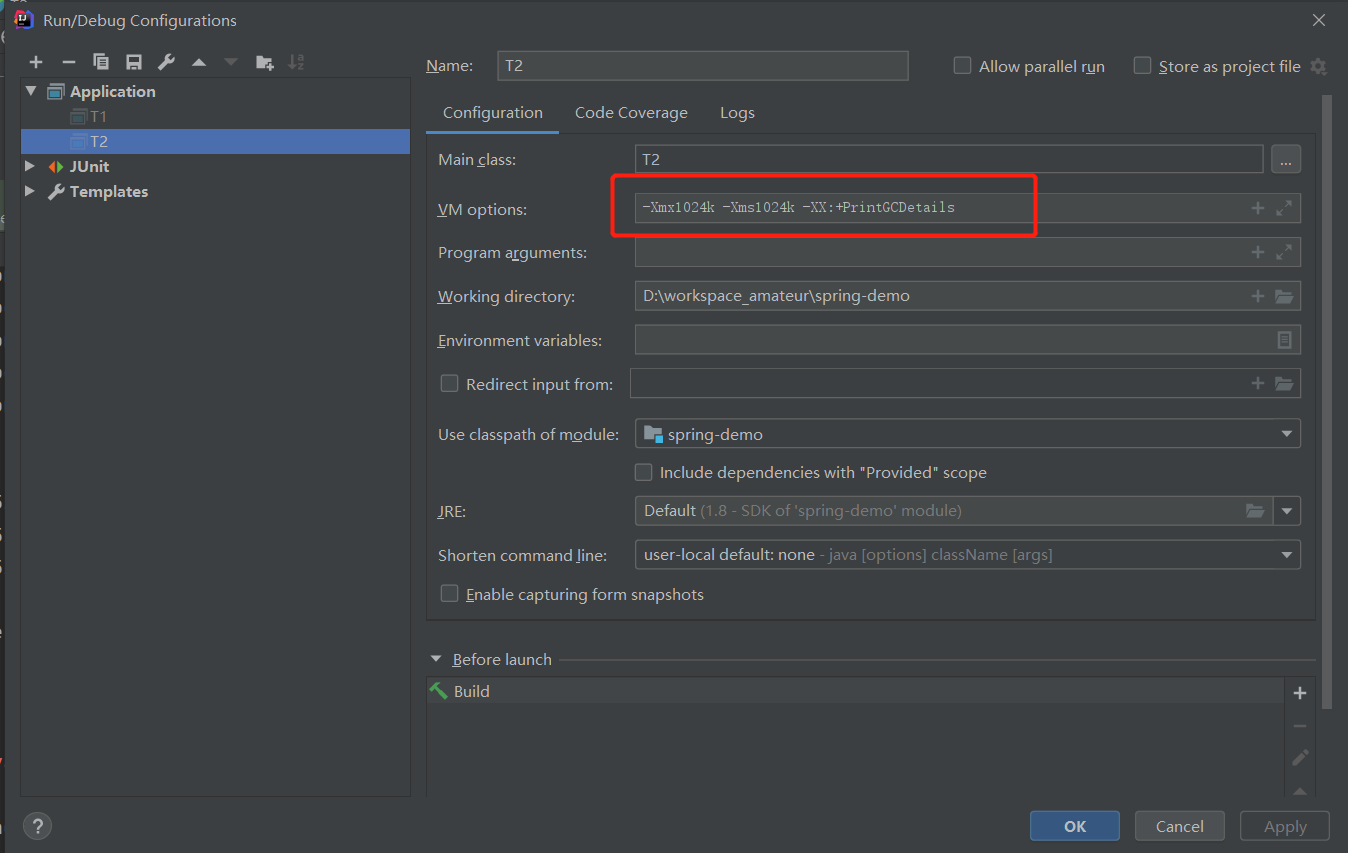 Run/Debug Configurations
Name: T2 Allow parallel run Store as project file
Application
T1
T2
JUnit
Templates
Configuration Code Coverage Logs
Main class: T2 ...
VM options: -Xmx1024k -Xms1024k -XX:+PrintGCDetails
Program arguments:
Working directory: D:\workspace_amateur\spring-demo
Environment variables:
Redirect input from:
Use classpath of module: spring-demo
Include dependencies with "Provided" scope
JRE: Default (1.8 - SDK of 'spring-demo' module)
Shorten command line: user-local default: none - java [options] className [args]
Enable capturing form snapshots
Before launch
Build
? OK Cancel Apply